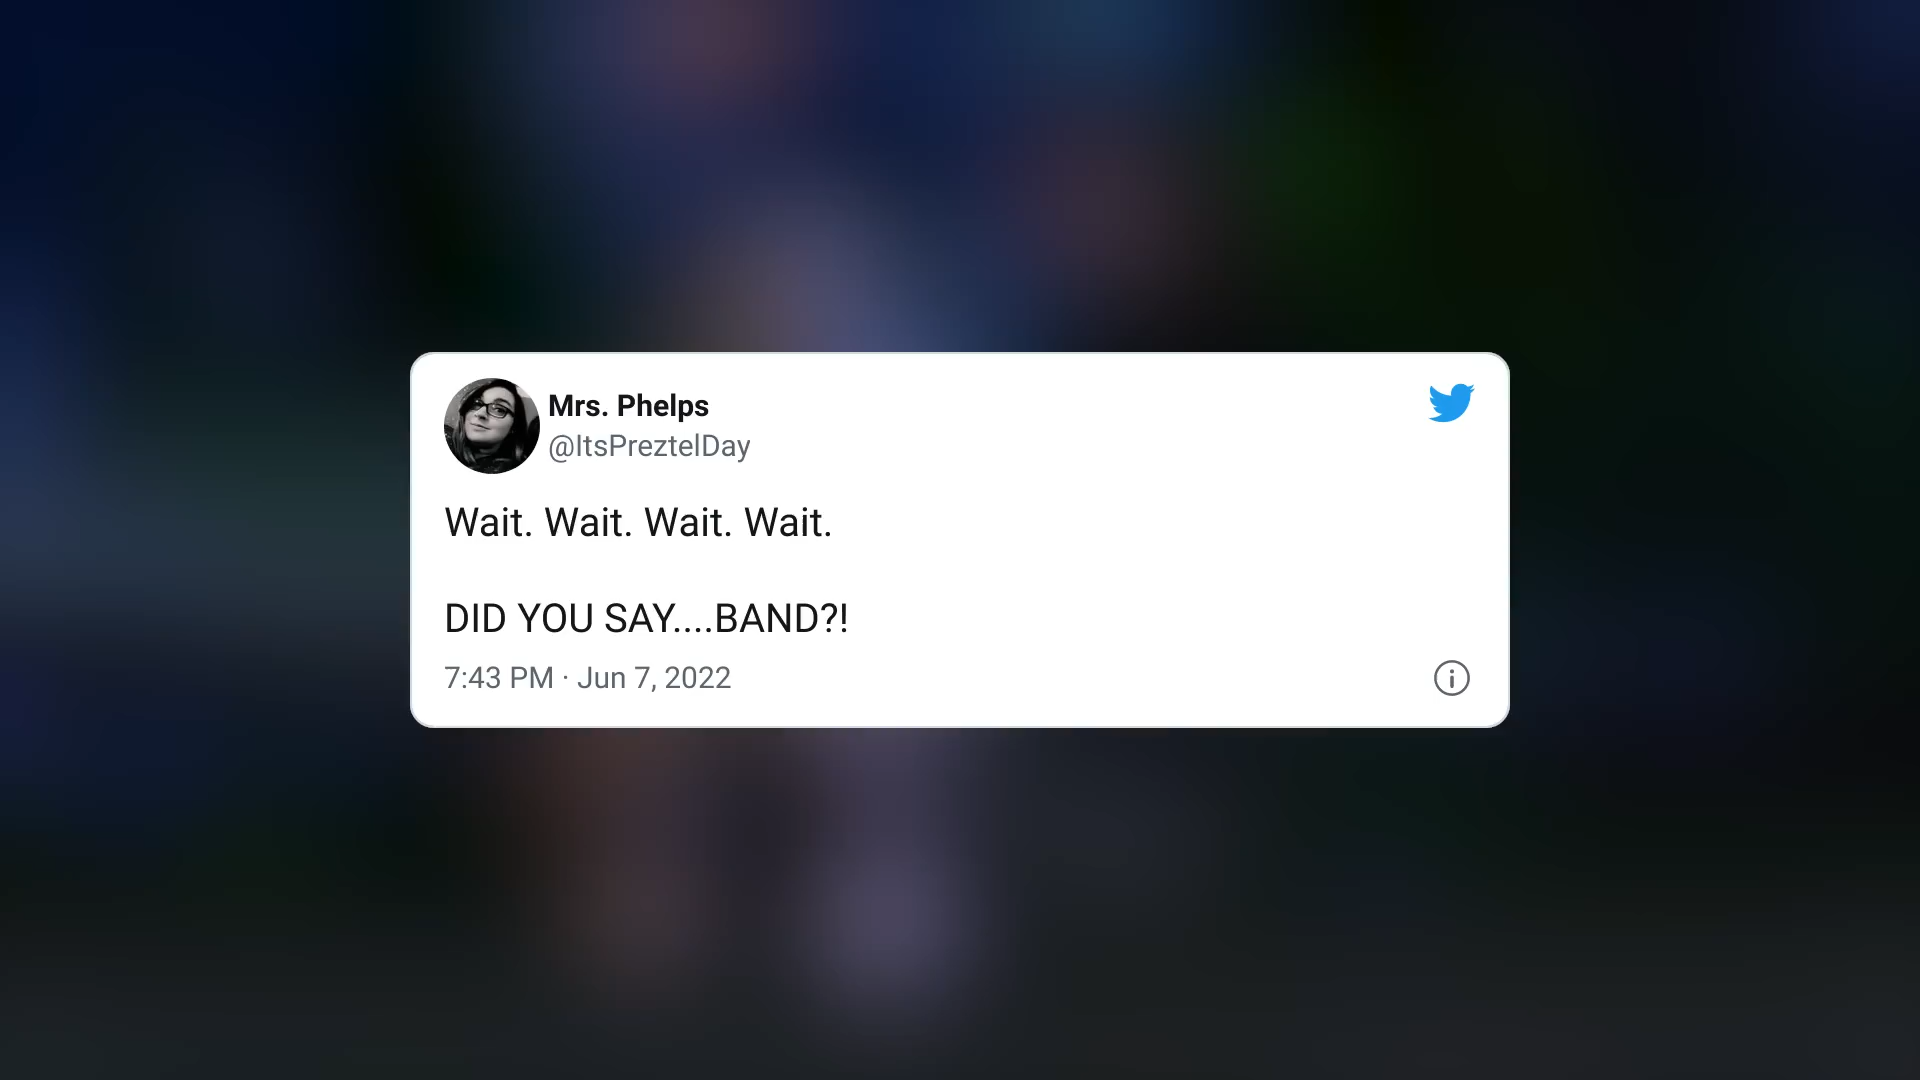 Mrs. Phelps
@ItsPreztelDay
Wait. Wait. Wait. Wait.
DID YOU SAY....BAND?!
7:43 PM · Jun 7, 2022